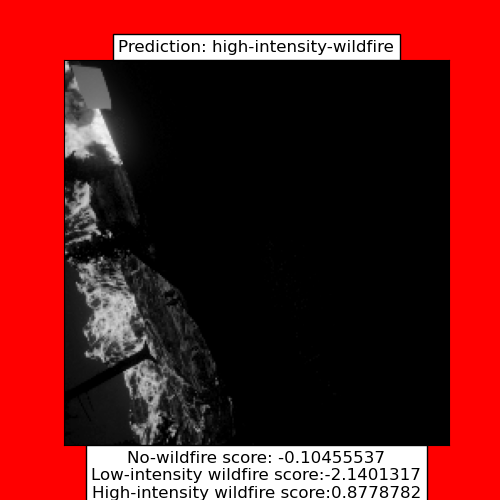 Prediction: high-intensity-wildfire
No-wildfire score: -0.10455537
Low-intensity wildfire score:-2.1401317
High-intensity wildfire score:0.8778782